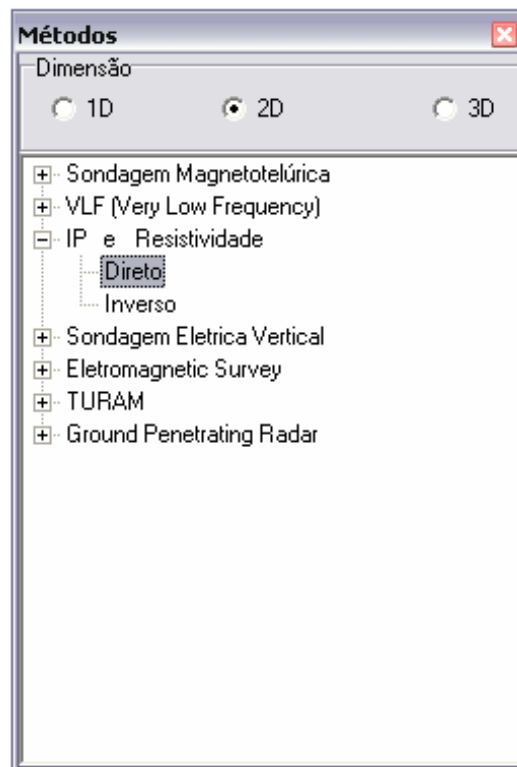 Métodos
Dimensão
1D 2D 3D
Sondagem Magnetotelúrica
VLF (Very Low Frequency)
IP e Resistividade
Direto
Inverso
Sondagem Eletrica Vertical
Eletromagnetic Survey
TURAM
Ground Penetrating Radar